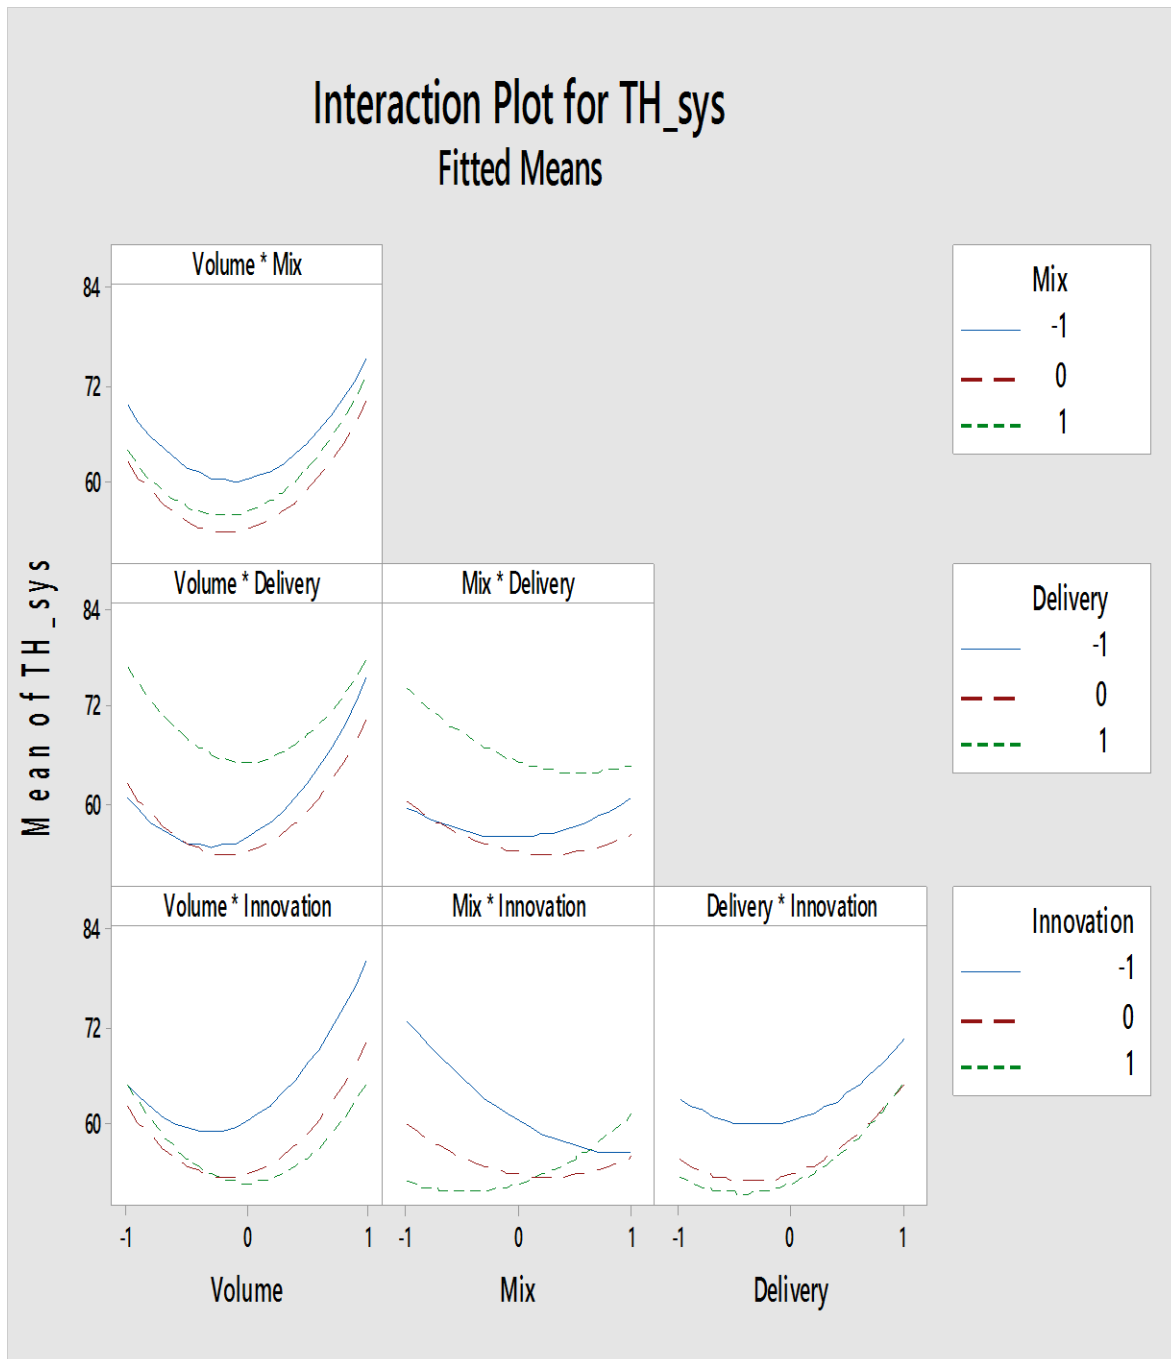 Interaction Plot for TH_sys
Fitted Means
Mean of TH_sys
Volume * Mix
84
72
60
Mix
-1
0
1
Volume * Delivery
Mix * Delivery
84
72
60
Delivery
-1
0
1
Volume * Innovation
Mix * Innovation
Delivery * Innovation
84
72
60
Innovation
-1
0
1
-1 0 1 -1 0 1 -1 0 1
Volume
Mix
Delivery